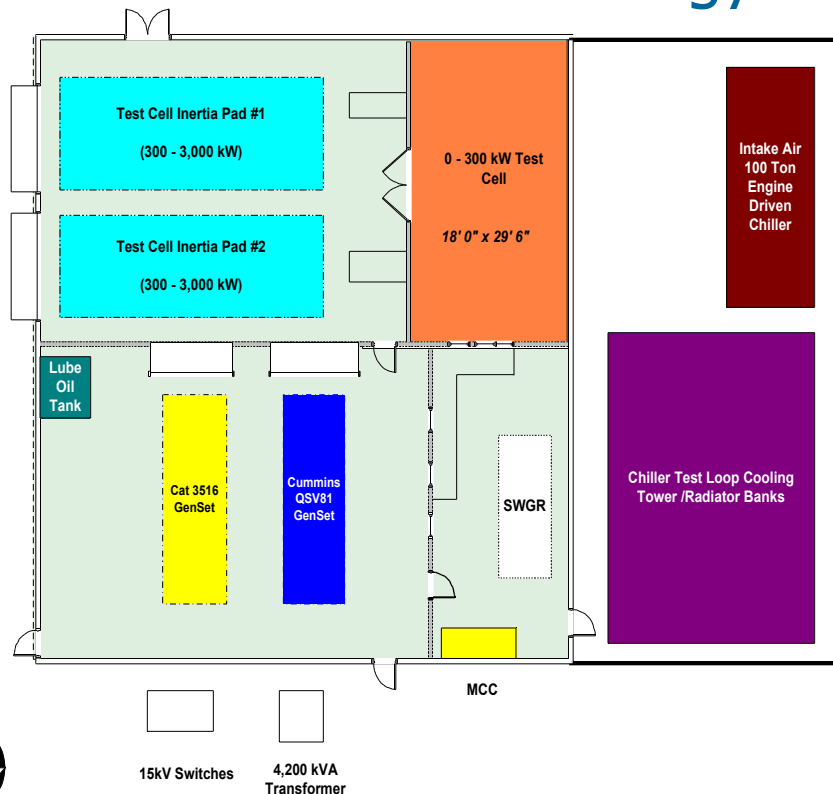 Test Cell Inertia Pad #1
(300 - 3,000 kW)
0 - 300 kW Test
Cell
18' 0" x 29' 6"
Intake Air
100 Ton
Engine
Driven
Chiller
Test Cell Inertia Pad #2
(300 - 3,000 kW)
Lube
Oil
Tank
Cat 3516
GenSet
Cummins
QSV81
GenSet
SWGR
Chiller Test Loop Cooling
Tower /Radiator Banks
MCC
15kV Switches
4,200 kVA
Transformer